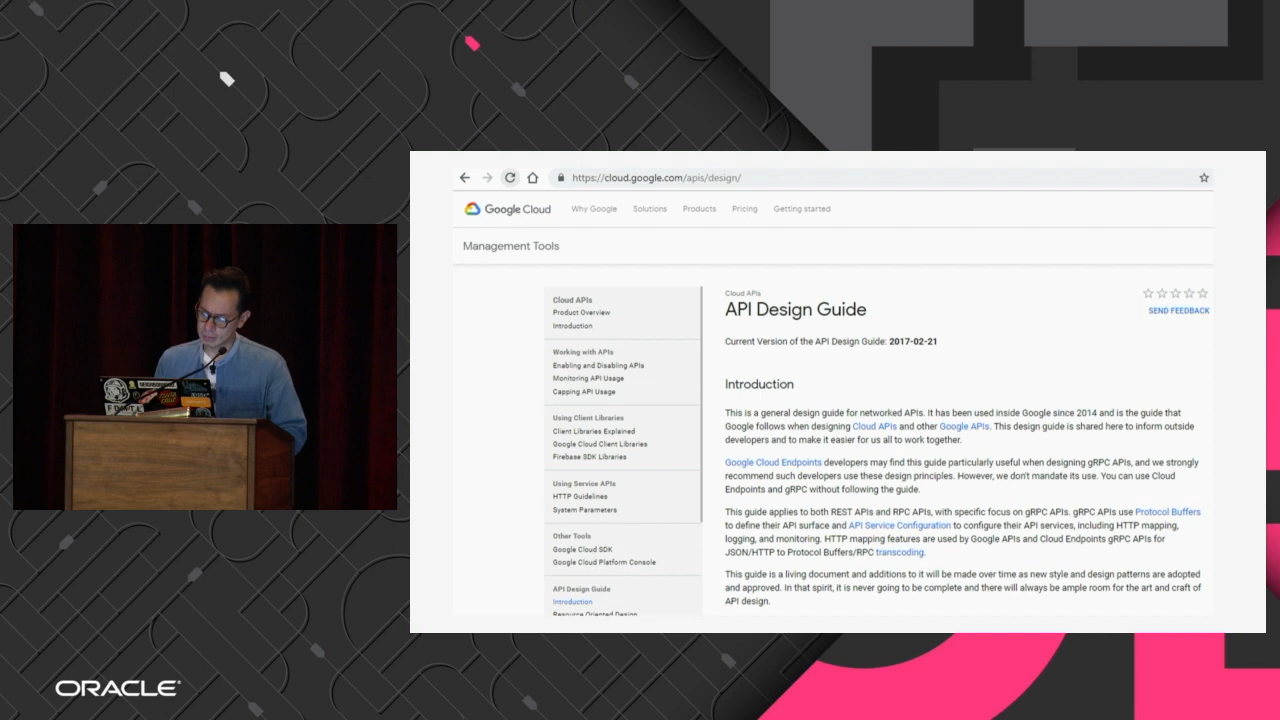 https://cloud.google.com/apis/design/
Google Cloud
Why Google
Solutions
Products
Pricing
Getting started
Management Tools
Cloud APIs
Product Overview
Introduction
Working with APIs
Enabling and Disabling APIs
Monitoring API Usage
Capping API Usage
Using Client Libraries
Client Libraries Explained
Google Cloud Client Libraries
Firebase SDK Libraries
Using Service APIs
HTTP Guidelines
System Parameters
Other Tools
Google Cloud SDK
Google Cloud Platform Console
API Design Guide
Introduction
Resource Oriented Design
Cloud APIs
API Design Guide
SEND FEEDBACK
Current Version of the API Design Guide: 2017-02-21
Introduction
This is a general design guide for networked APIs. It has been used inside Google since 2014 and is the guide that
Google follows when designing Cloud APIs and other Google APIs. This design guide is shared here to inform outside
developers and to make it easier for us all to work together.
Google Cloud Endpoints developers may find this guide particularly useful when designing gRPC APIs, and we strongly
recommend such developers use these design principles. However, we don't mandate its use. You can use Cloud
Endpoints and gRPC without following the guide.
This guide applies to both REST APIs and RPC APIs, with specific focus on gRPC APIs. gRPC APIs use Protocol Buffers
to define their API surface and API Service Configuration to configure their API services, including HTTP mapping,
logging, and monitoring. HTTP mapping features are used by Google APIs and Cloud Endpoints gRPC APIs for
JSON/HTTP to Protocol Buffers/RPC transcoding.
This guide is a living document and additions to it will be made over time as new style and design patterns are adopted
and approved. In that spirit, it is never going to be complete and there will always be ample room for the art and craft of
API design.
ORACLE